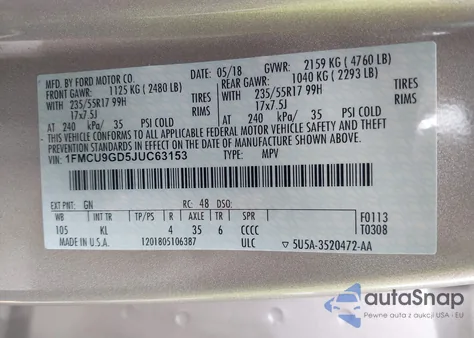 MFD. BY FORD MOTOR CO.
05/18 GVWR: 2159 KG ( 4760 LB)
FRONT GAWR: 1125 KG ( 2480 LB) REAR GAWR: 1040 KG ( 2293 LB)
WITH 235/55R17 99H TIRES WITH 235/55R17 99H TIRES
17x7.5J RIMS 17x7.5J RIMS
AT 240 kPa/ 35 PSI COLD AT 240 kPa/ 35 PSI COLD
THIS VEHICLE CONFORMS TO ALL APPLICABLE FEDERAL MOTOR VEHICLE SAFETY AND THEFT
PREVENTION STANDARDS IN EFFECT ON THE DATE OF MANUFACTURE SHOWN ABOVE.
VIN: 1FMCU9GD5JUC63153 TYPE: MPV
EXT PNT: GN RC: 48 DSO: F0113
WB INT TR TP/PS R AXLE TR SPR T0308
105 KL 4 35 6 CCCC
MADE IN U.S.A. 1201805106387 ULC 5U5A-3520472-AA
autoSnap
Pewne auta z USA - EU